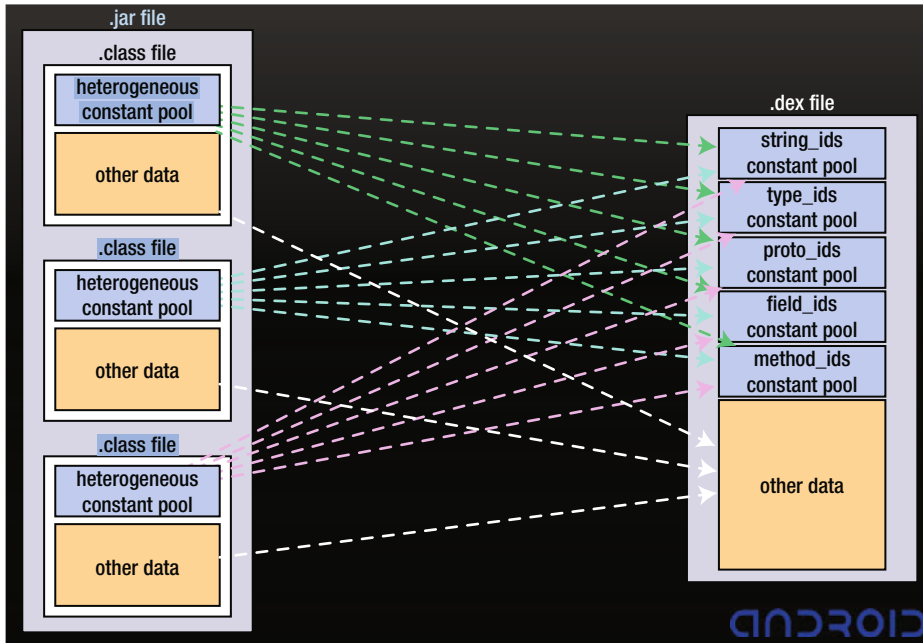 .jar file
.class file
heterogeneous
constant pool
other data
.class file
heterogeneous
constant pool
other data
.class file
heterogeneous
constant pool
other data
.dex file
string_ids
constant pool
type_ids
constant pool
proto_ids
constant pool
field_ids
constant pool
method_ids
constant pool
other data
ANDROID